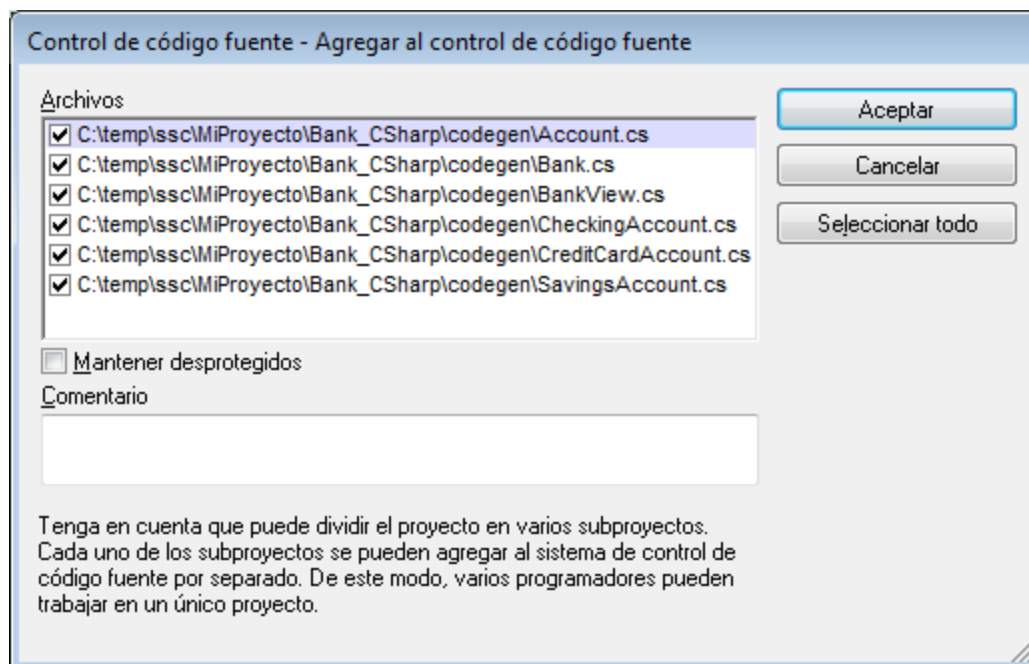 Control de código fuente - Agregar al control de código fuente
Archivos
C:\temp\ssc\MiProyecto\Bank_CSharp\codegen\Account.cs
C:\temp\ssc\MiProyecto\Bank_CSharp\codegen\Bank.cs
C:\temp\ssc\MiProyecto\Bank_CSharp\codegen\BankView.cs
C:\temp\ssc\MiProyecto\Bank_CSharp\codegen\CheckingAccount.cs
C:\temp\ssc\MiProyecto\Bank_CSharp\codegen\CreditCardAccount.cs
C:\temp\ssc\MiProyecto\Bank_CSharp\codegen\SavingsAccount.cs
Aceptar
Cancelar
Seleccionar todo
Mantener desprotegidos
Comentario
Tenga en cuenta que puede dividir el proyecto en varios subproyectos.
Cada uno de los subproyectos se pueden agregar al sistema de control de
código fuente por separado. De este modo, varios programadores pueden
trabajar en un único proyecto.